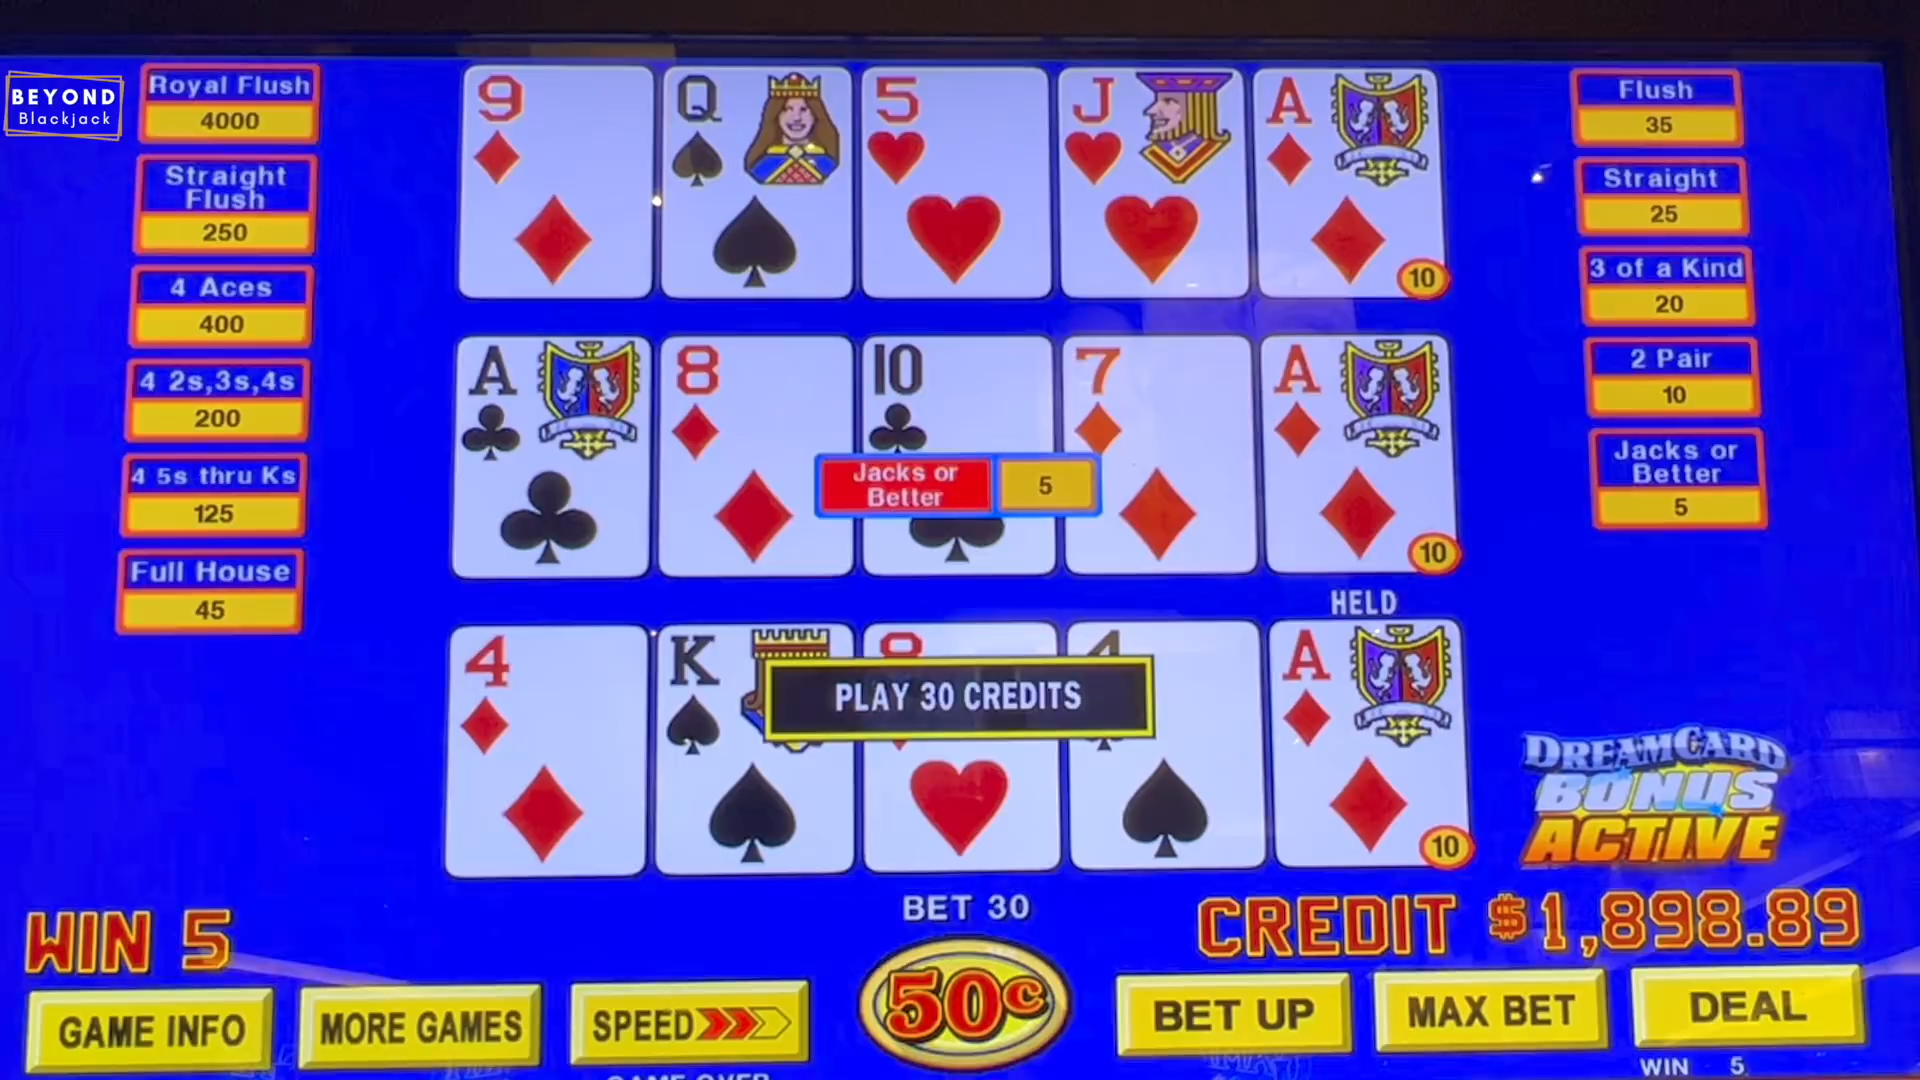 BEYOND
Blackjack
Royal Flush
4000
Straight
Flush
250
4 Aces
400
4 2s,3s,4s
200
4 5s thru Ks
125
Full House
45
9
Q
5
J
A
10
A
8
10
7
A
10
Jacks or
Better
5
HELD
4
K
4
A
10
PLAY 30 CREDITS
Flush
35
Straight
25
3 of a Kind
20
2 Pair
10
Jacks or
Better
5
DREAMCARD
BONUS
ACTIVE
WIN 5
BET 30
CREDIT $1,898.89
GAME INFO
MORE GAMES
SPEED
50¢
BET UP
MAX BET
DEAL
GAME OVER
WIN 5